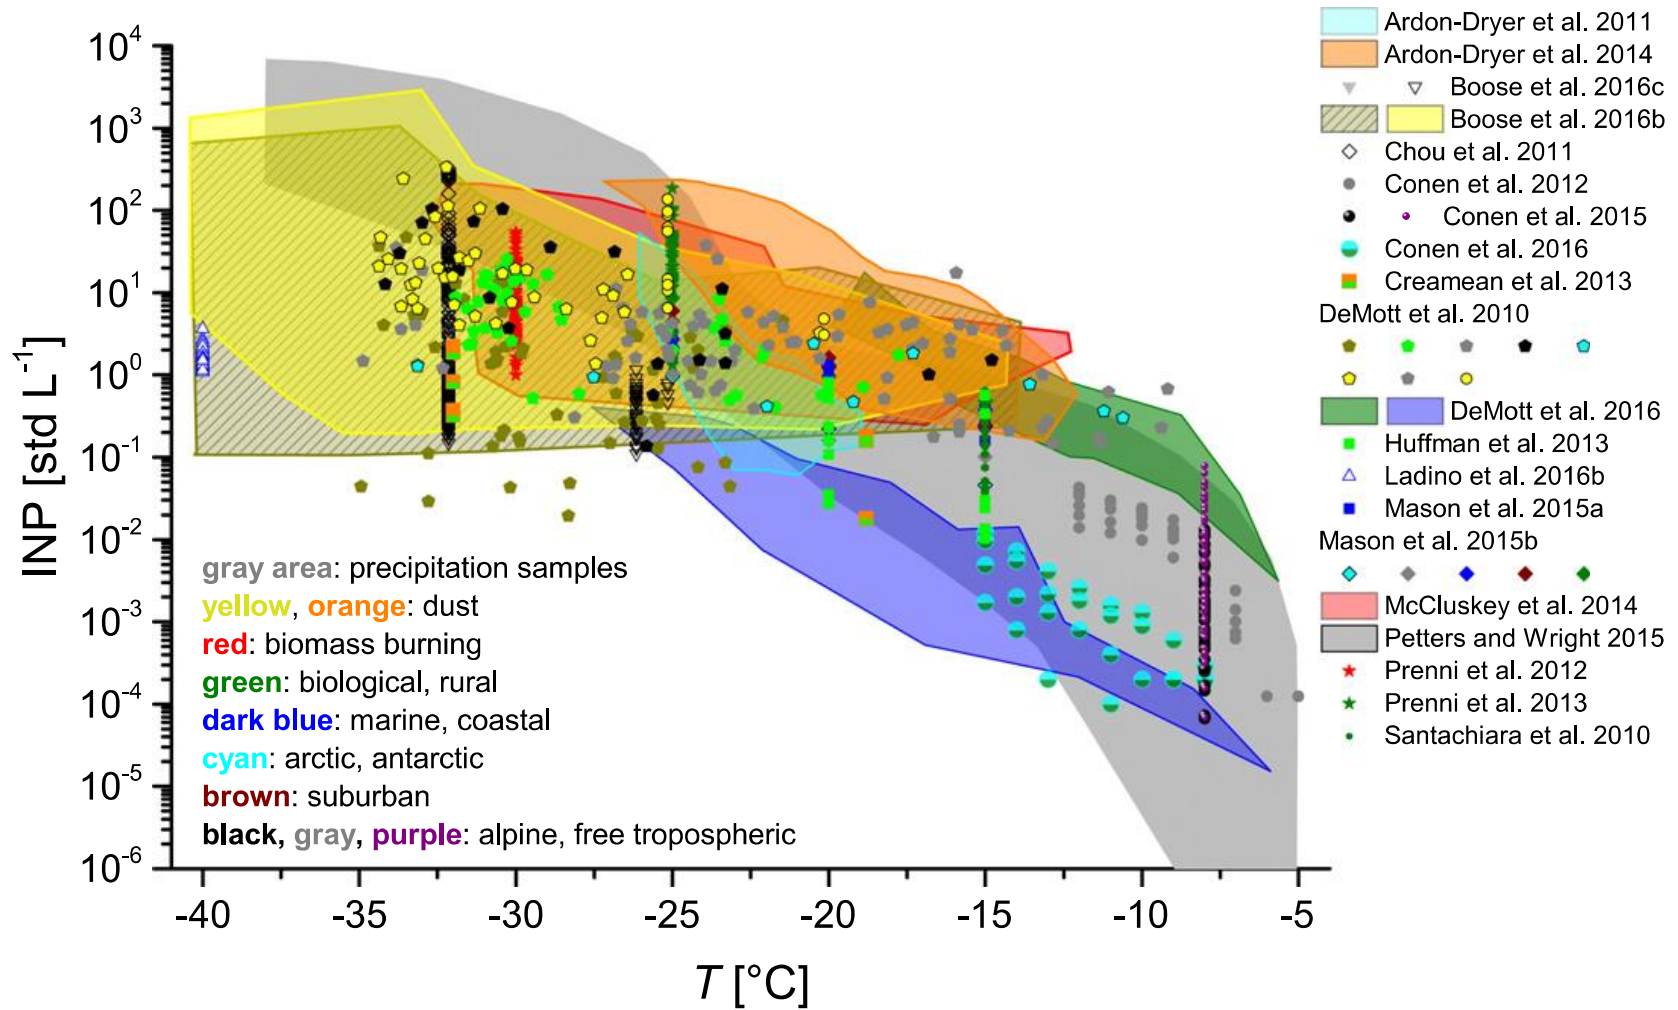 10⁴
10³
10²
10¹
10⁰
10⁻¹
10⁻²
10⁻³
10⁻⁴
10⁻⁵
10⁻⁶
INP [std L⁻¹]
gray area: precipitation samples
yellow, orange: dust
red: biomass burning
green: biological, rural
dark blue: marine, coastal
cyan: arctic, antarctic
brown: suburban
black, gray, purple: alpine, free tropospheric
-40 -35 -30 -25 -20 -15 -10 -5
T [°C]
Ardon-Dryer et al. 2011
Ardon-Dryer et al. 2014
Boose et al. 2016c
Boose et al. 2016b
Chou et al. 2011
Conen et al. 2012
Conen et al. 2015
Conen et al. 2016
Creamean et al. 2013
DeMott et al. 2010
DeMott et al. 2016
Huffman et al. 2013
Ladino et al. 2016b
Mason et al. 2015a
Mason et al. 2015b
McCluskey et al. 2014
Petters and Wright 2015
Prenni et al. 2012
Prenni et al. 2013
Santachiara et al. 2010